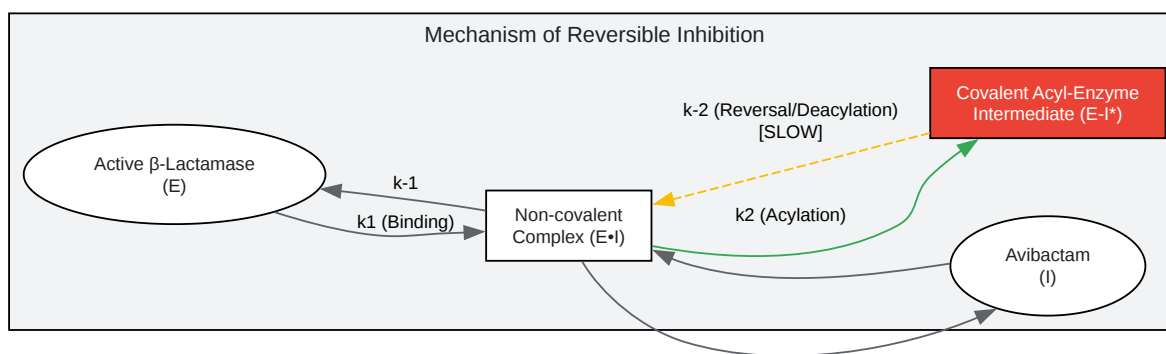 Mechanism of Reversible Inhibition
Covalent Acyl-Enzyme
Intermediate (E-I*)
k-2 (Reversal/Deacylation)
[SLOW]
Active β-Lactamase
(E)
k-1
k1 (Binding)
Non-covalent
Complex (E•I)
k2 (Acylation)
Avibactam
(I)